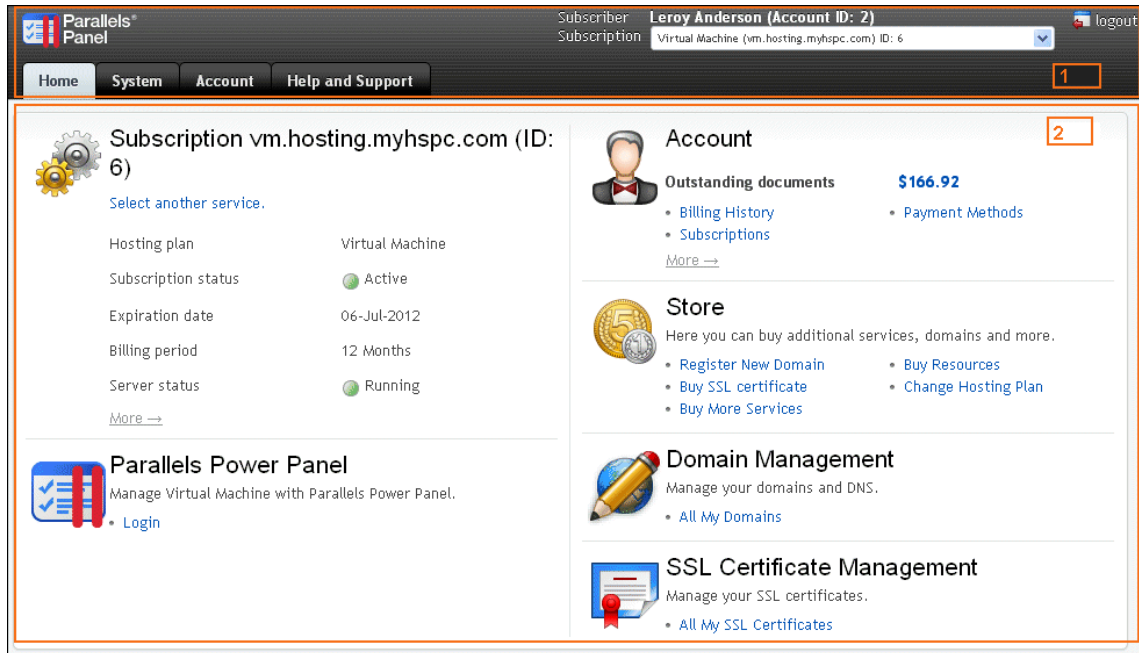 Parallels®
Panel
Subscriber Leroy Anderson (Account ID: 2)
Subscription Virtual Machine (vm.hosting.myhspc.com) ID: 6
logout
Home System Account Help and Support
1
2
Subscription vm.hosting.myhspc.com (ID:
6)
Select another service.
Hosting plan Virtual Machine
Subscription status Active
Expiration date 06-Jul-2012
Billing period 12 Months
Server status Running
More →
Parallels Power Panel
Manage Virtual Machine with Parallels Power Panel.
• Login
Account
Outstanding documents $166.92
• Billing History • Payment Methods
• Subscriptions
More →
Store
Here you can buy additional services, domains and more.
• Register New Domain • Buy Resources
• Buy SSL certificate • Change Hosting Plan
• Buy More Services
Domain Management
Manage your domains and DNS.
• All My Domains
SSL Certificate Management
Manage your SSL certificates.
• All My SSL Certificates